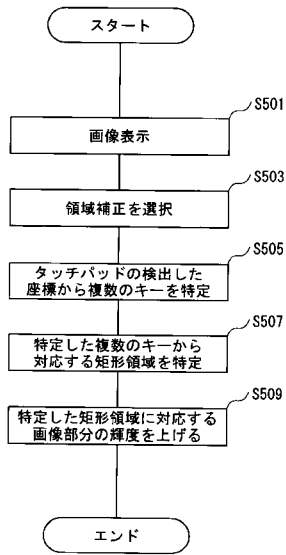 スタート
S501
画像表示
S503
領域補正を選択
S505
タッチパッドの検出した
座標から複数のキーを特定
S507
特定した複数のキーから
対応する矩形領域を特定
S509
特定した矩形領域に対応する
画像部分の輝度を上げる
エンド